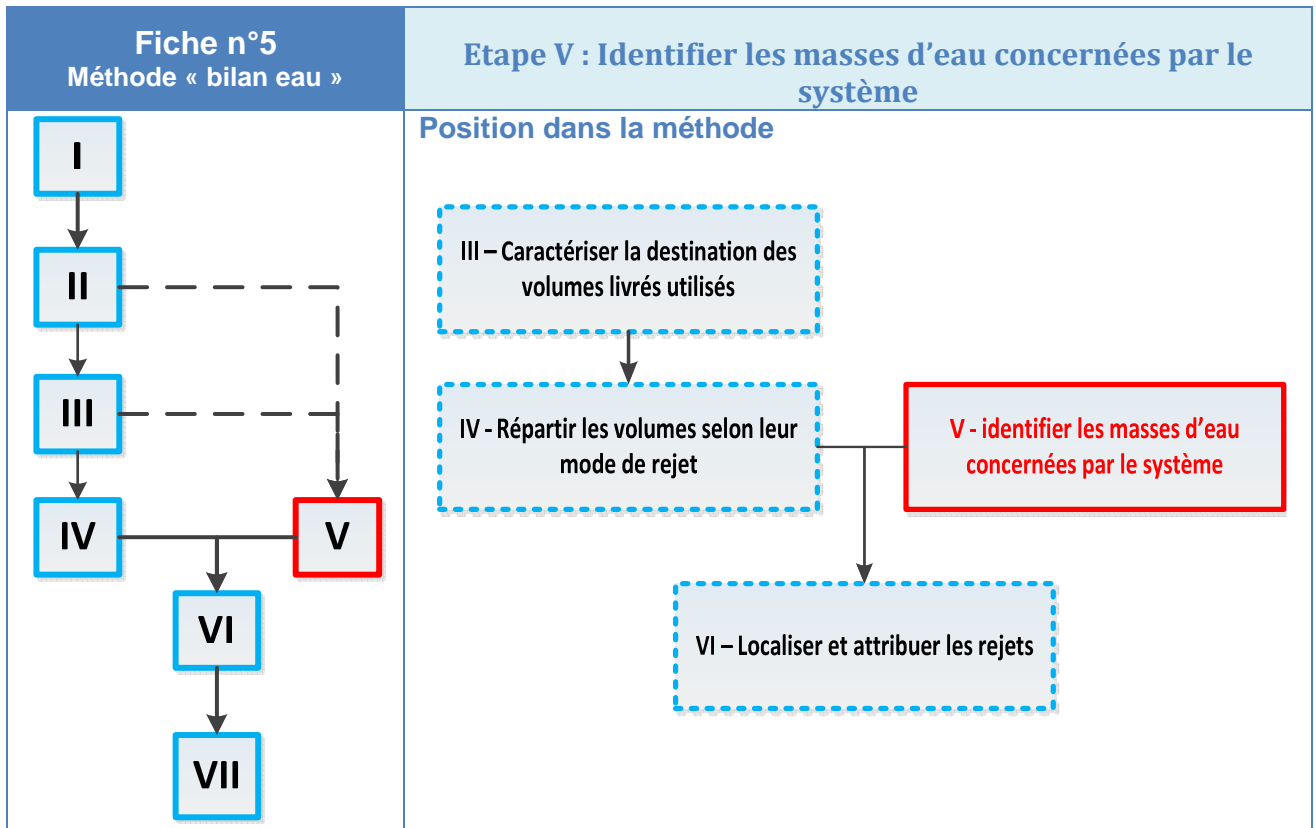 Fiche n°5
Méthode « bilan eau »
Etape V : Identifier les masses d’eau concernées par le
système
I
II
III
IV
V
VI
VII
Position dans la méthode
III – Caractériser la destination des
volumes livrés utilisés
IV - Répartir les volumes selon leur
mode de rejet
V - identifier les masses d’eau
concernées par le système
VI – Localiser et attribuer les rejets